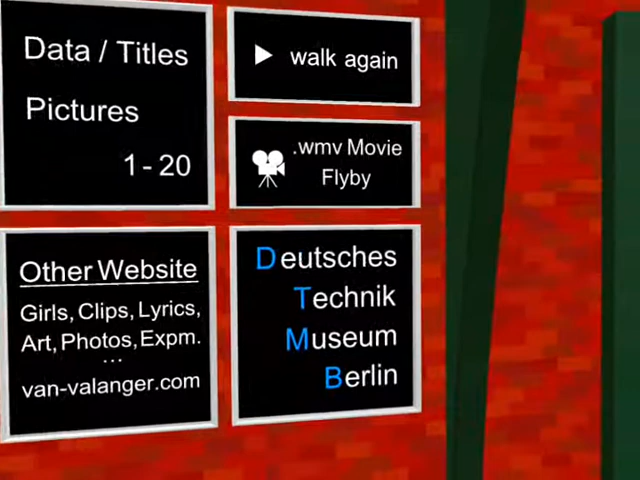 Data / Titles
Pictures
1 - 20
walk again
.wmv Movie
Flyby
Other Website
Girls, Clips, Lyrics,
Art, Photos, Expm.
...
van-valanger.com
Deutsches
Technik
Museum
Berlin